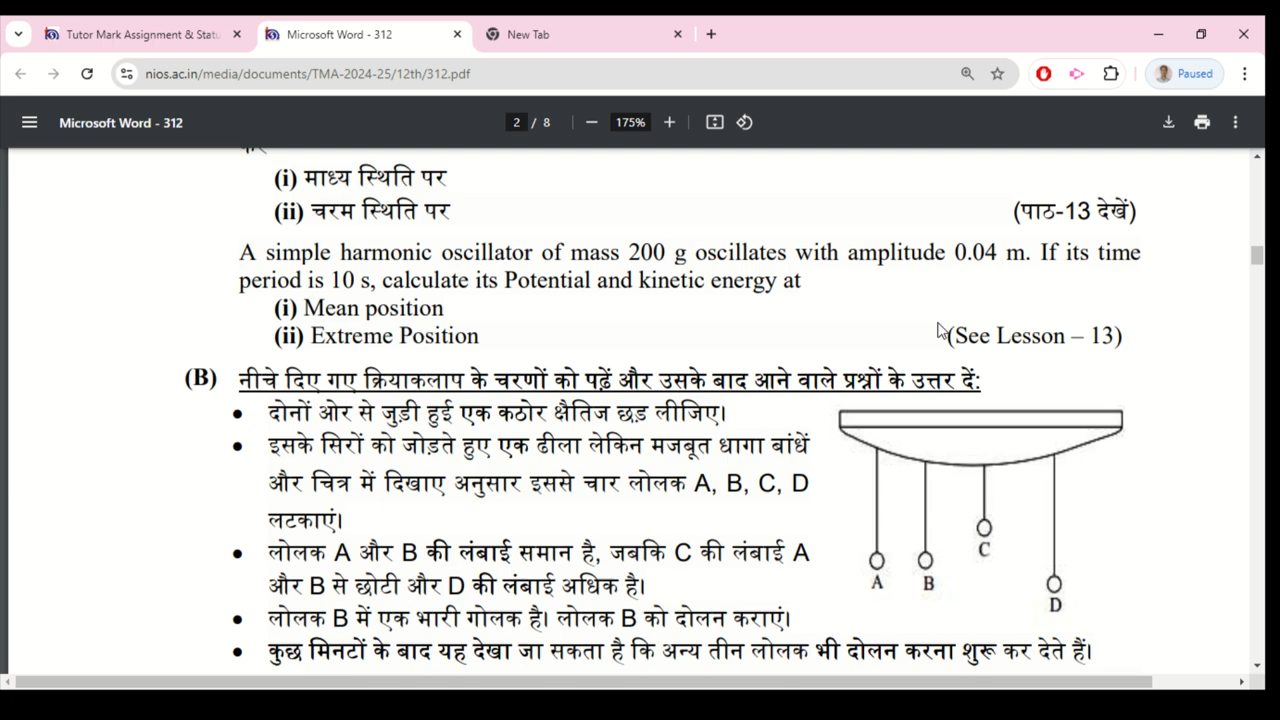 Tutor Mark Assignment & Statu
Microsoft Word - 312
New Tab
nios.ac.in/media/documents/TMA-2024-25/12th/312.pdf
Paused
Microsoft Word - 312
2 / 8
175%
(i) माध्य स्थिति पर
(ii) चरम स्थिति पर (पाठ-13 देखें)
A simple harmonic oscillator of mass 200 g oscillates with amplitude 0.04 m. If its time
period is 10 s, calculate its Potential and kinetic energy at
(i) Mean position
(ii) Extreme Position (See Lesson – 13)
(B) नीचे दिए गए क्रियाकलाप के चरणों को पढ़ें और उसके बाद आने वाले प्रश्नों के उत्तर दें:
• दोनों ओर से जुड़ी हुई एक कठोर क्षैतिज छड़ लीजिए।
• इसके सिरों को जोड़ते हुए एक ढीला लेकिन मजबूत धागा बांधें
और चित्र में दिखाए अनुसार इससे चार लोलक A, B, C, D
लटकाएं।
• लोलक A और B की लंबाई समान है, जबकि C की लंबाई A
और B से छोटी और D की लंबाई अधिक है।
• लोलक B में एक भारी गोलक है। लोलक B को दोलन कराएं।
• कुछ मिनटों के बाद यह देखा जा सकता है कि अन्य तीन लोलक भी दोलन करना शुरू कर देते हैं।
A
B
C
D